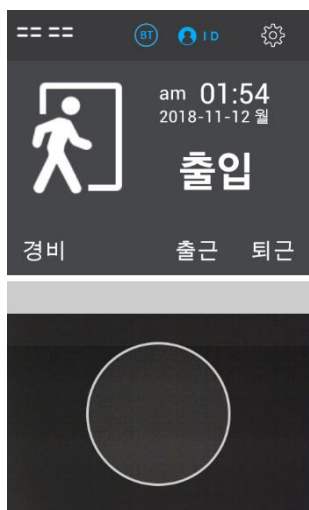 == ==
BT ID
am 01:54
2018-11-12 월
출입
경비 출근 퇴근